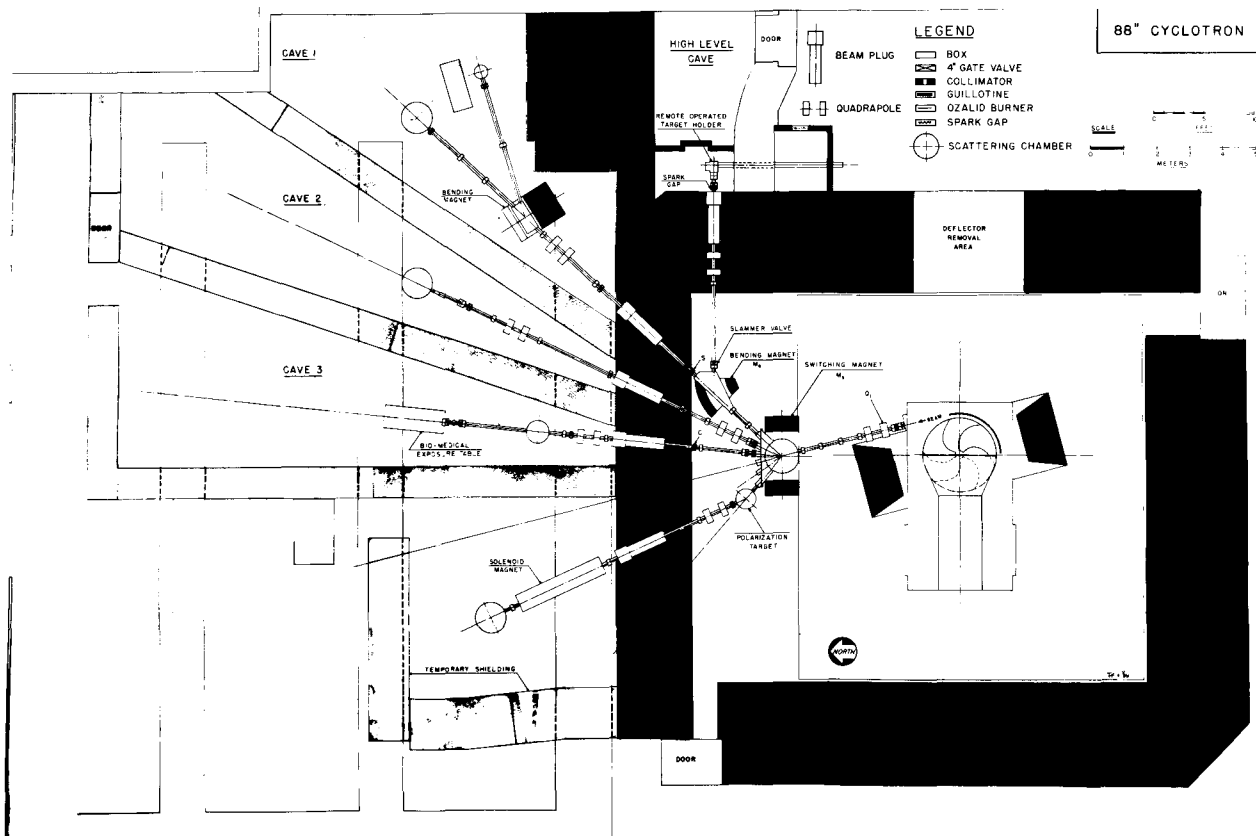 88" CYCLOTRON
LEGEND
BOX
4" GATE VALVE
COLLIMATOR
GUILLOTINE
OZALID BURNER
SPARK GAP
SCATTERING CHAMBER
BEAM PLUG
QUADRAPOLE
SCALE
FEET
METERS
CAVE 1
HIGH LEVEL
CAVE
DOOR
REMOTE OPERATED
TARGET HOLDER
SPARK
GAP
BENDING
MAGNET
CAVE 2
DOOR
DEFLECTOR
REMOVAL
AREA
SLAMMER VALVE
BENDING MAGNET
SWITCHING MAGNET
S
CAVE 3
BEAM
C
BIO-MEDICAL
EXPOSURE TABLE
POLARIZATION
TARGET
SOLENOID
MAGNET
NORTH
TEMPORARY SHIELDING
DOOR